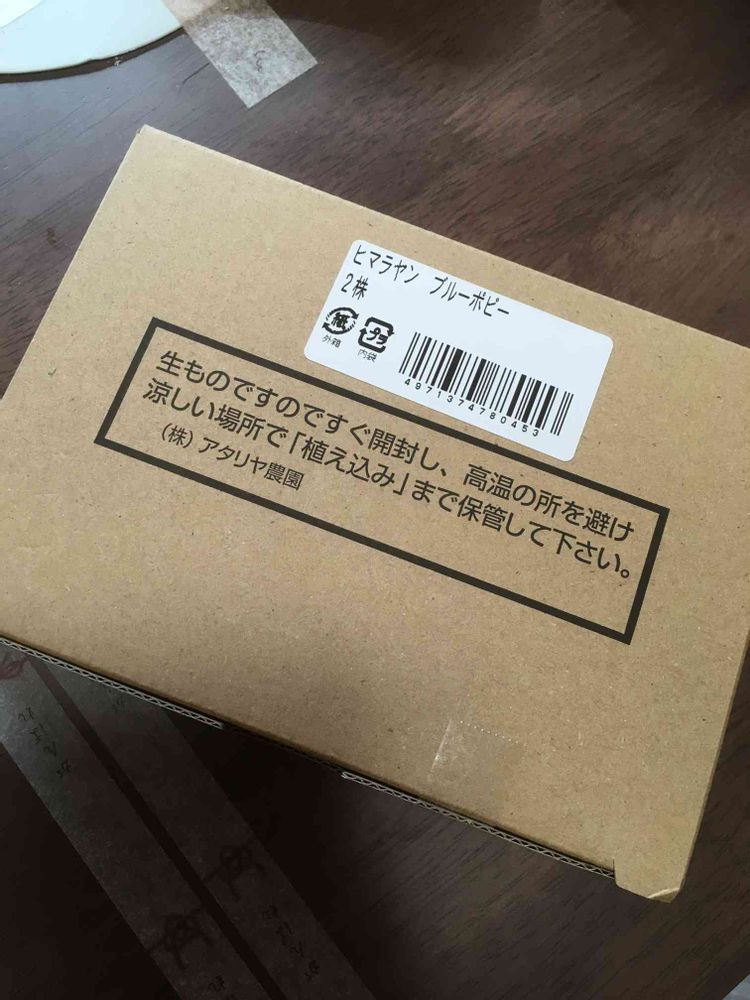 ヒマラヤン ブルーポピー
2株
紙
外箱
プラ
内袋
4971374780453
生ものですのですぐ開封し、高温の所を避け
涼しい場所で「植え込み」まで保管して下さい。
(株)アタリヤ農園